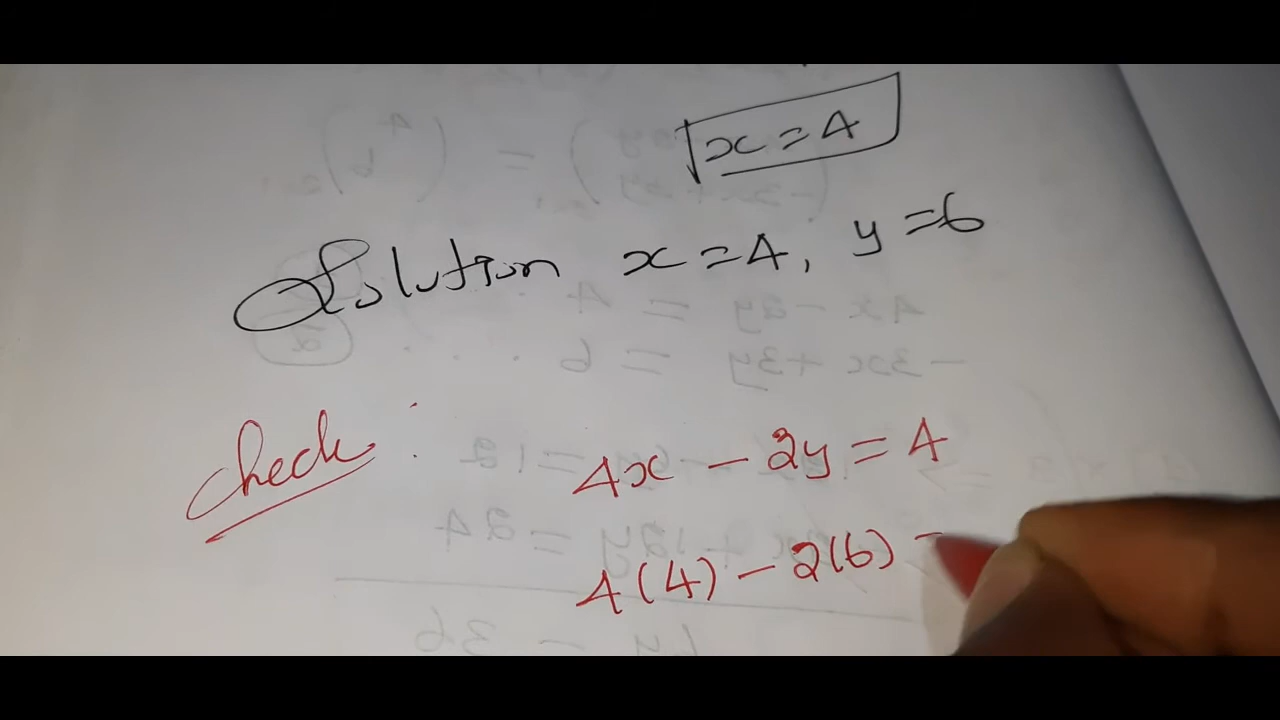 x = 4
Solution x = 4, y = 6
Check : 4x - 2y = 4
4(4) - 2(6) =